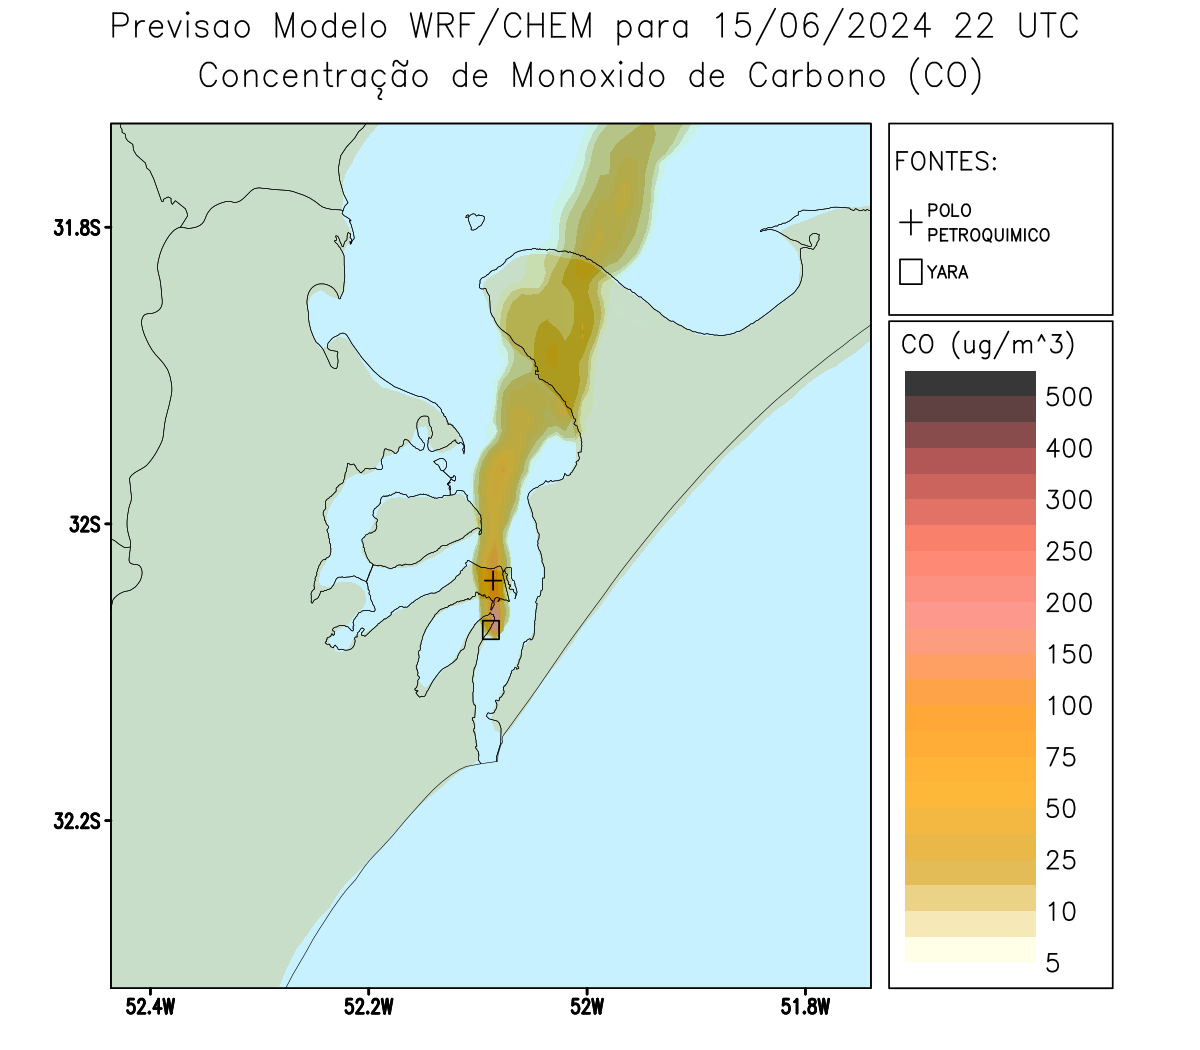 Previsao Modelo WRF/CHEM para 15/06/2024 22 UTC
Concentração de Monoxido de Carbono (CO)
FONTES:
POLO
PETROQUIMICO
YARA
CO (ug/m^3)
500
400
300
250
200
150
100
75
50
25
10
5
31.8S
32S
32.2S
52.4W
52.2W
52W
51.8W